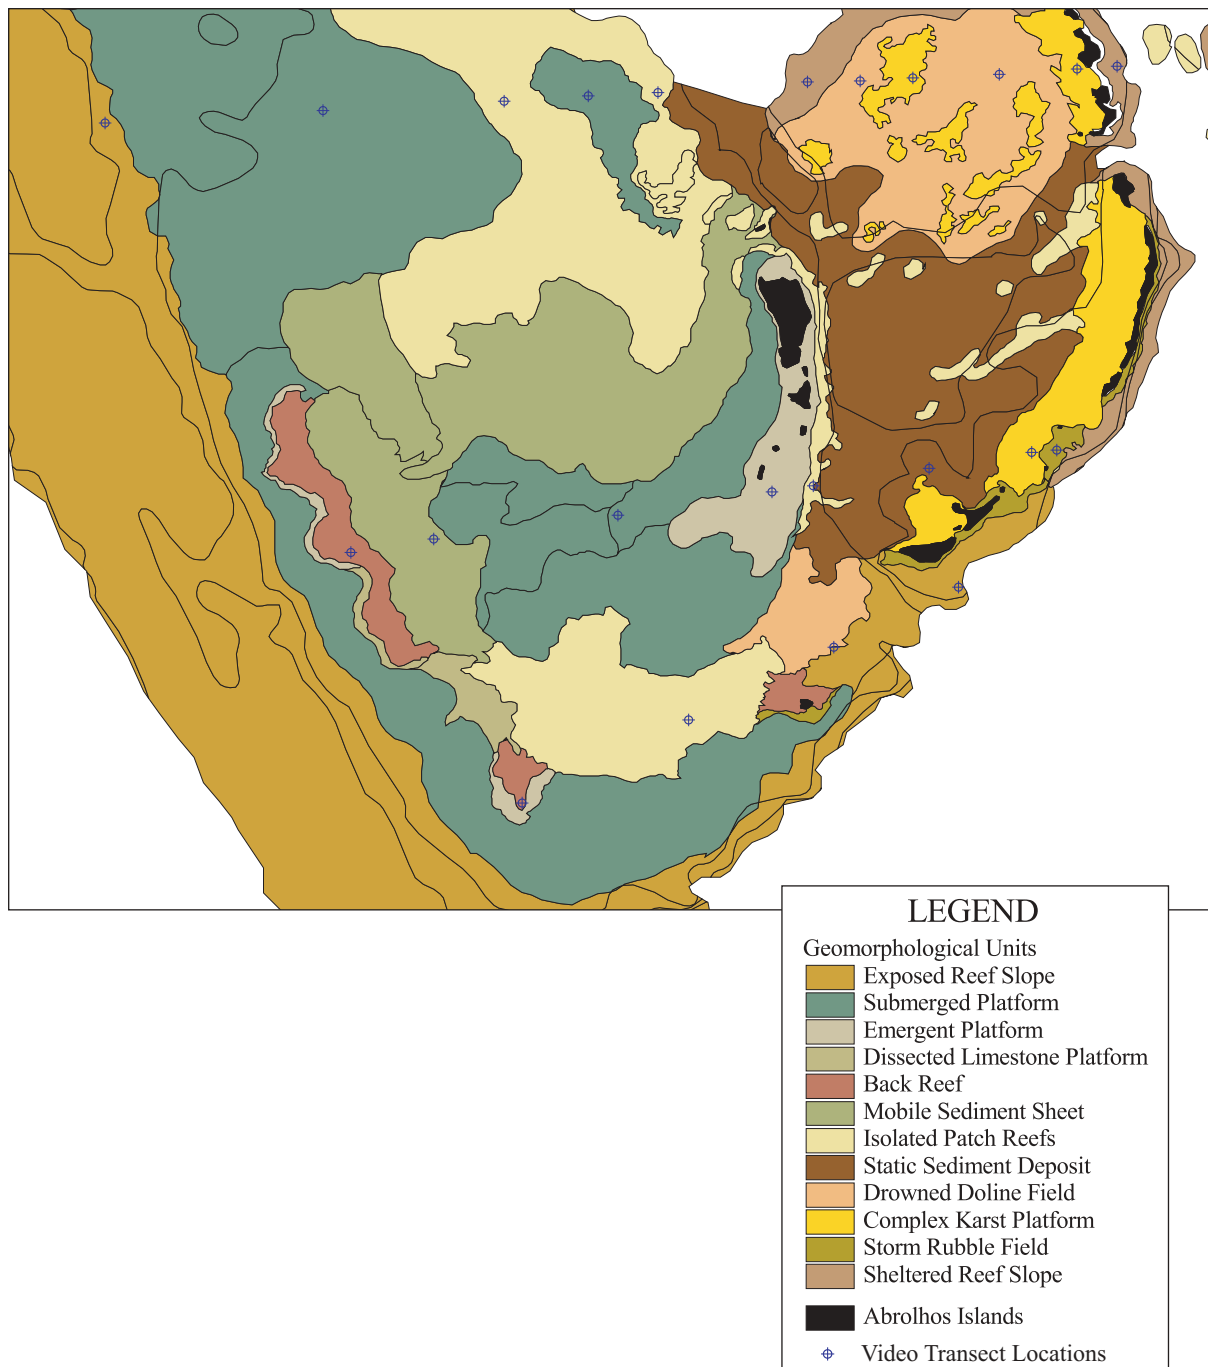 LEGEND
Geomorphological Units
Exposed Reef Slope
Submerged Platform
Emergent Platform
Dissected Limestone Platform
Back Reef
Mobile Sediment Sheet
Isolated Patch Reefs
Static Sediment Deposit
Drowned Doline Field
Complex Karst Platform
Storm Rubble Field
Sheltered Reef Slope
Abrolhos Islands
Video Transect Locations